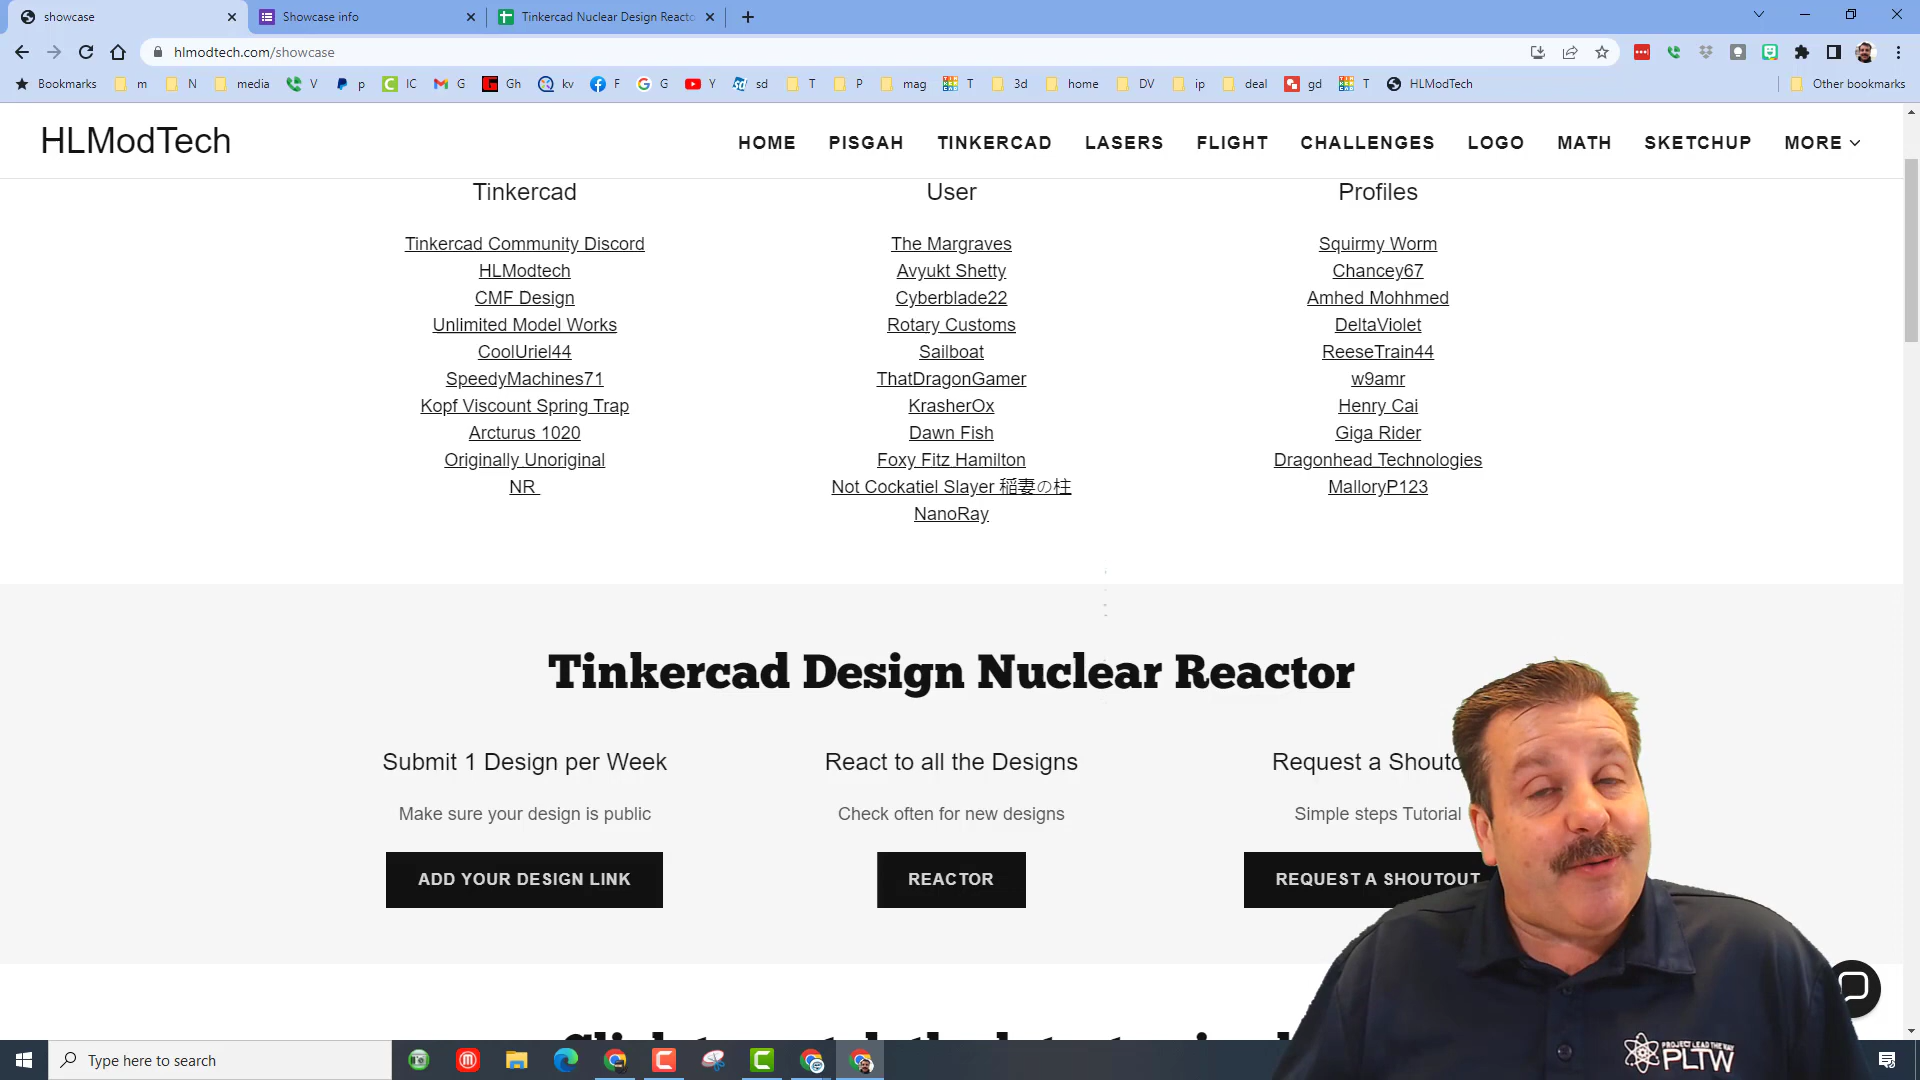 showcase
Showcase info
Tinkercad Nuclear Design Reacto
hlmodtech.com/showcase
Bookmarks m N media V p IC G Gh kv F G Y sd T P mag T 3d home DV ip deal gd T HLModTech Other bookmarks
HLModTech
HOME PISGAH TINKERCAD LASERS FLIGHT CHALLENGES LOGO MATH SKETCHUP MORE
Tinkercad
Tinkercad Community Discord
HLModtech
CMF Design
Unlimited Model Works
CoolUriel44
SpeedyMachines71
Kopf Viscount Spring Trap
Arcturus 1020
Originally Unoriginal
NR
User
The Margraves
Avyukt Shetty
Cyberblade22
Rotary Customs
Sailboat
ThatDragonGamer
KrasherOx
Dawn Fish
Foxy Fitz Hamilton
Not Cockatiel Slayer 稲妻の柱
NanoRay
Profiles
Squirmy Worm
Chancey67
Amhed Mohhmed
DeltaViolet
ReeseTrain44
w9amr
Henry Cai
Giga Rider
Dragonhead Technologies
MalloryP123
Tinkercad Design Nuclear Reactor
Submit 1 Design per Week
Make sure your design is public
ADD YOUR DESIGN LINK
React to all the Designs
Check often for new designs
REACTOR
Request a Shouto
Simple steps Tutorial
REQUEST A SHOUTOUT
PROJECT LEAD THE WAY
PLTW
Type here to search